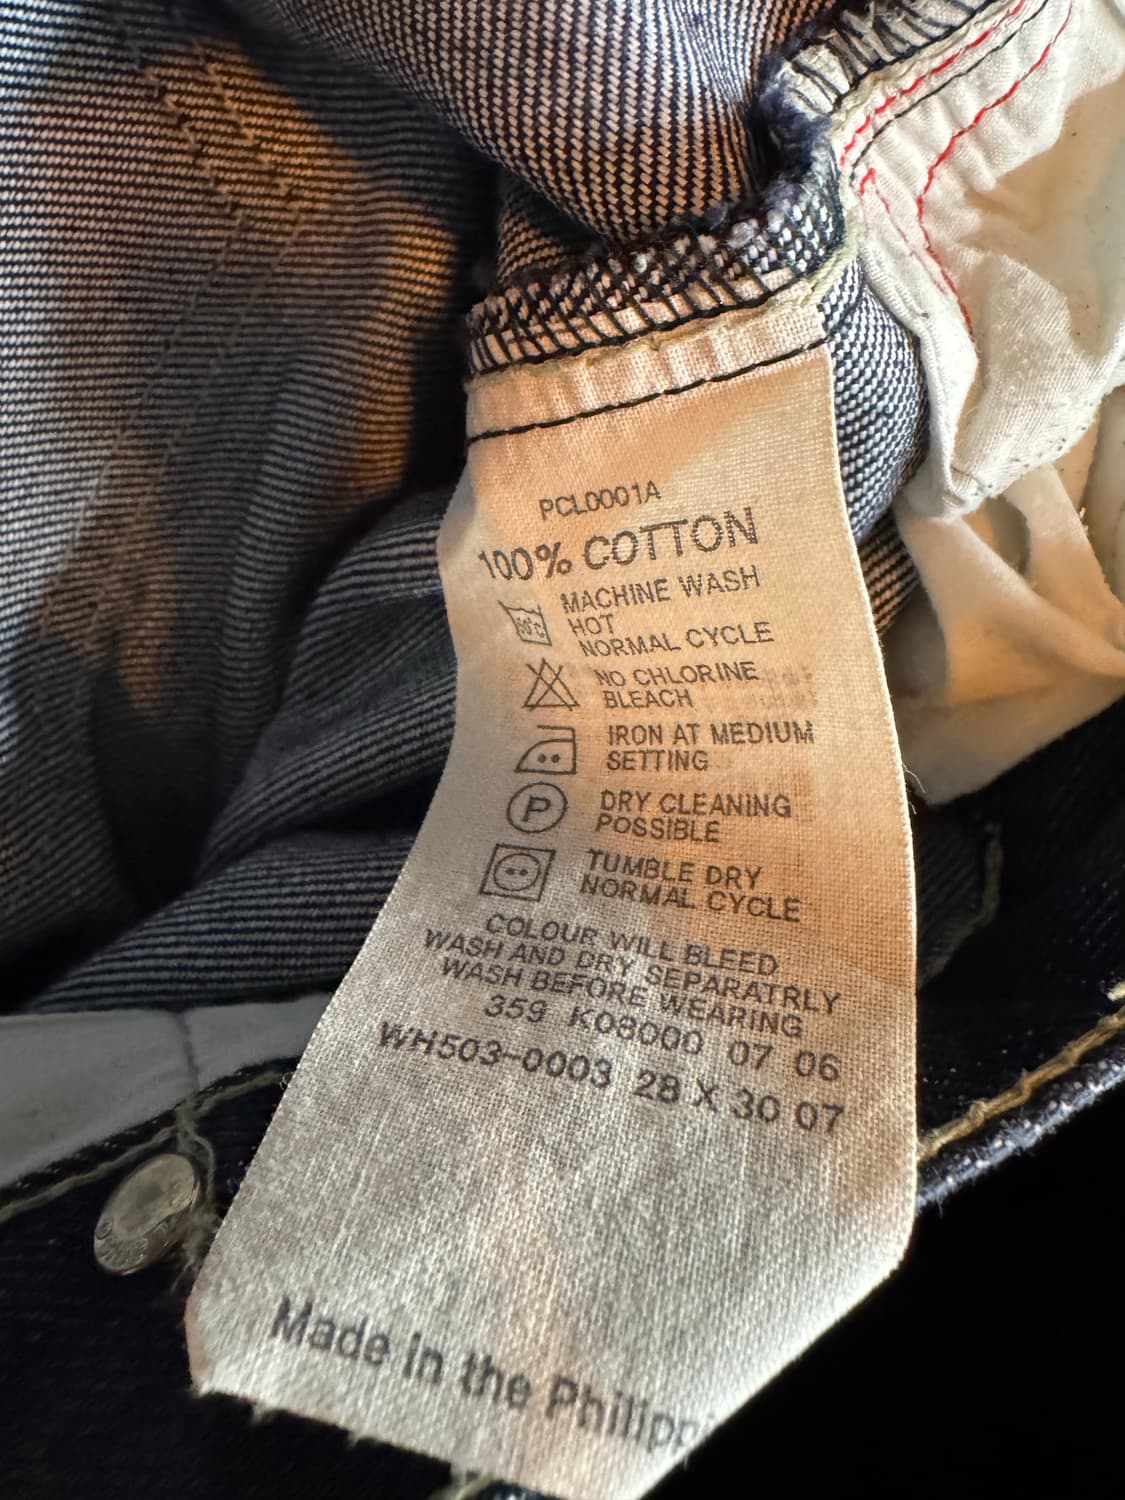 PCL0001A
100% COTTON
MACHINE WASH
HOT
NORMAL CYCLE
NO CHLORINE
BLEACH
IRON AT MEDIUM
SETTING
P
DRY CLEANING
POSSIBLE
TUMBLE DRY
NORMAL CYCLE
COLOUR WILL BLEED
WASH AND DRY SEPARATRLY
WASH BEFORE WEARING
359 K08000 07 06
WH503-0003 28 X 30 07
Made in the Philipp